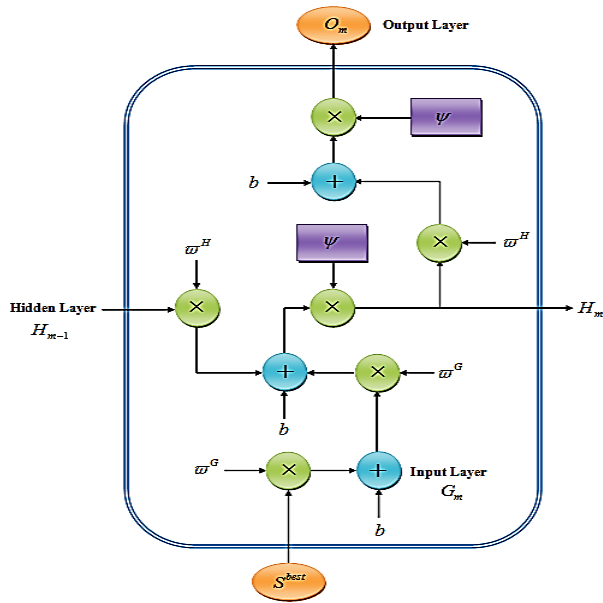 O_m Output Layer
× ψ
b +
ϖ^H ψ × ϖ^H
Hidden Layer × × H_m
H_{m-1}
+ × ϖ^G
b
ϖ^G × + Input Layer
G_m
b
S^{best}